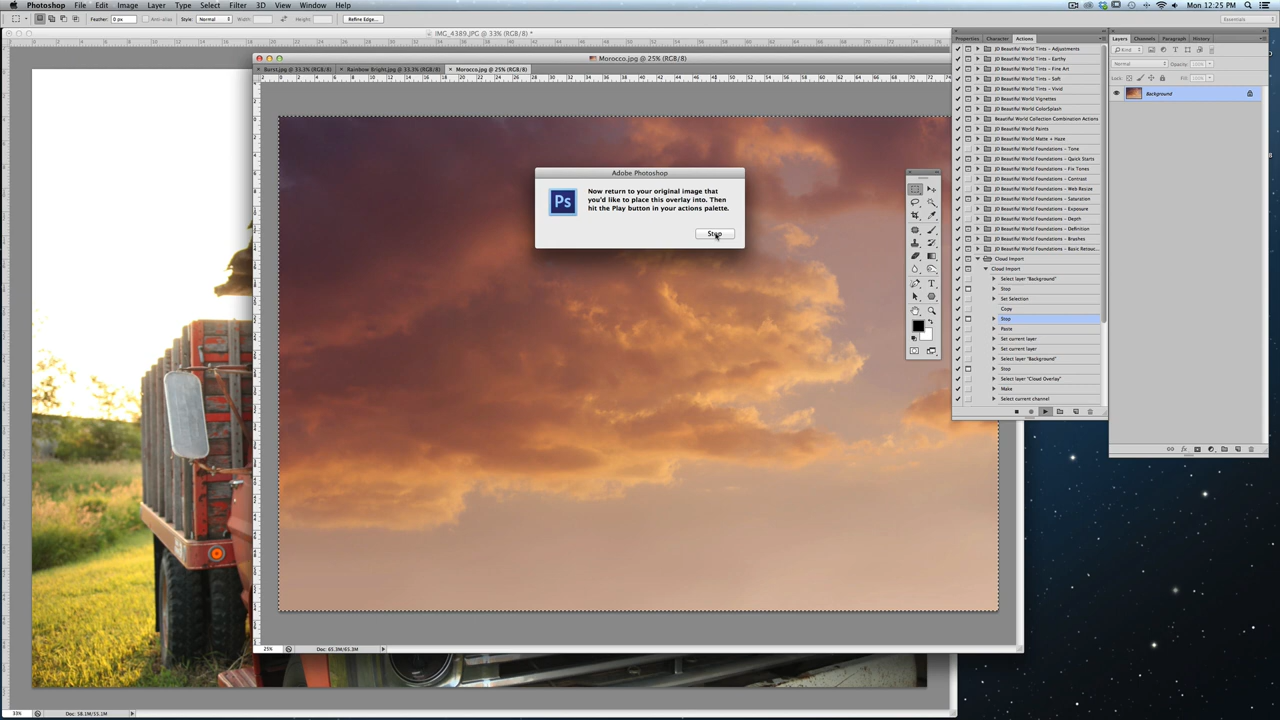 Photoshop File Edit Image Layer Type Select Filter 3D View Window Help
Mon 12:25 PM
Feather: 0 px Anti-alias Style: Normal Width: Height: Refine Edge...
Essentials
IMG_4389.JPG @ 33% (RGB/8) *
Morocco.jpg @ 25% (RGB/8)
Burst.jpg @ 33.3% (RGB/8) Rainbow Bright.jpg @ 33.3% (RGB/8) Morocco.jpg @ 25% (RGB/8)
Adobe Photoshop
Ps
Now return to your original image that
you'd like to place this overlay into. Then
hit the Play button in your actions palette.
Stop
Properties Character Actions
JD Beautiful World Tints - Adjustments
JD Beautiful World Tints - Earthy
JD Beautiful World Tints - Fine Art
JD Beautiful World Tints - Soft
JD Beautiful World Tints - Vivid
JD Beautiful World Vignettes
JD Beautiful World ColorSplash
Beautiful World Collection Combination Actions
JD Beautiful World Paints
JD Beautiful World Matte + Haze
JD Beautiful World Foundations - Tone
JD Beautiful World Foundations - Quick Starts
JD Beautiful World Foundations - Fix Tones
JD Beautiful World Foundations - Contrast
JD Beautiful World Foundations - Web Resize
JD Beautiful World Foundations - Saturation
JD Beautiful World Foundations - Exposure
JD Beautiful World Foundations - Depth
JD Beautiful World Foundations - Definition
JD Beautiful World Foundations - Brushes
JD Beautiful World Foundations - Basic Retouc...
Cloud Import
Cloud Import
Select layer "Background"
Stop
Set Selection
Copy
Stop
Paste
Set current layer
Set current layer
Select layer "Background"
Stop
Select layer "Cloud Overlay"
Make
Select current channel
Layers Channels Paragraph History
Kind
Normal Opacity:
Lock: Fill:
Background
25% Doc: 65.3M/65.3M
33% Doc: 58.1M/55.1M